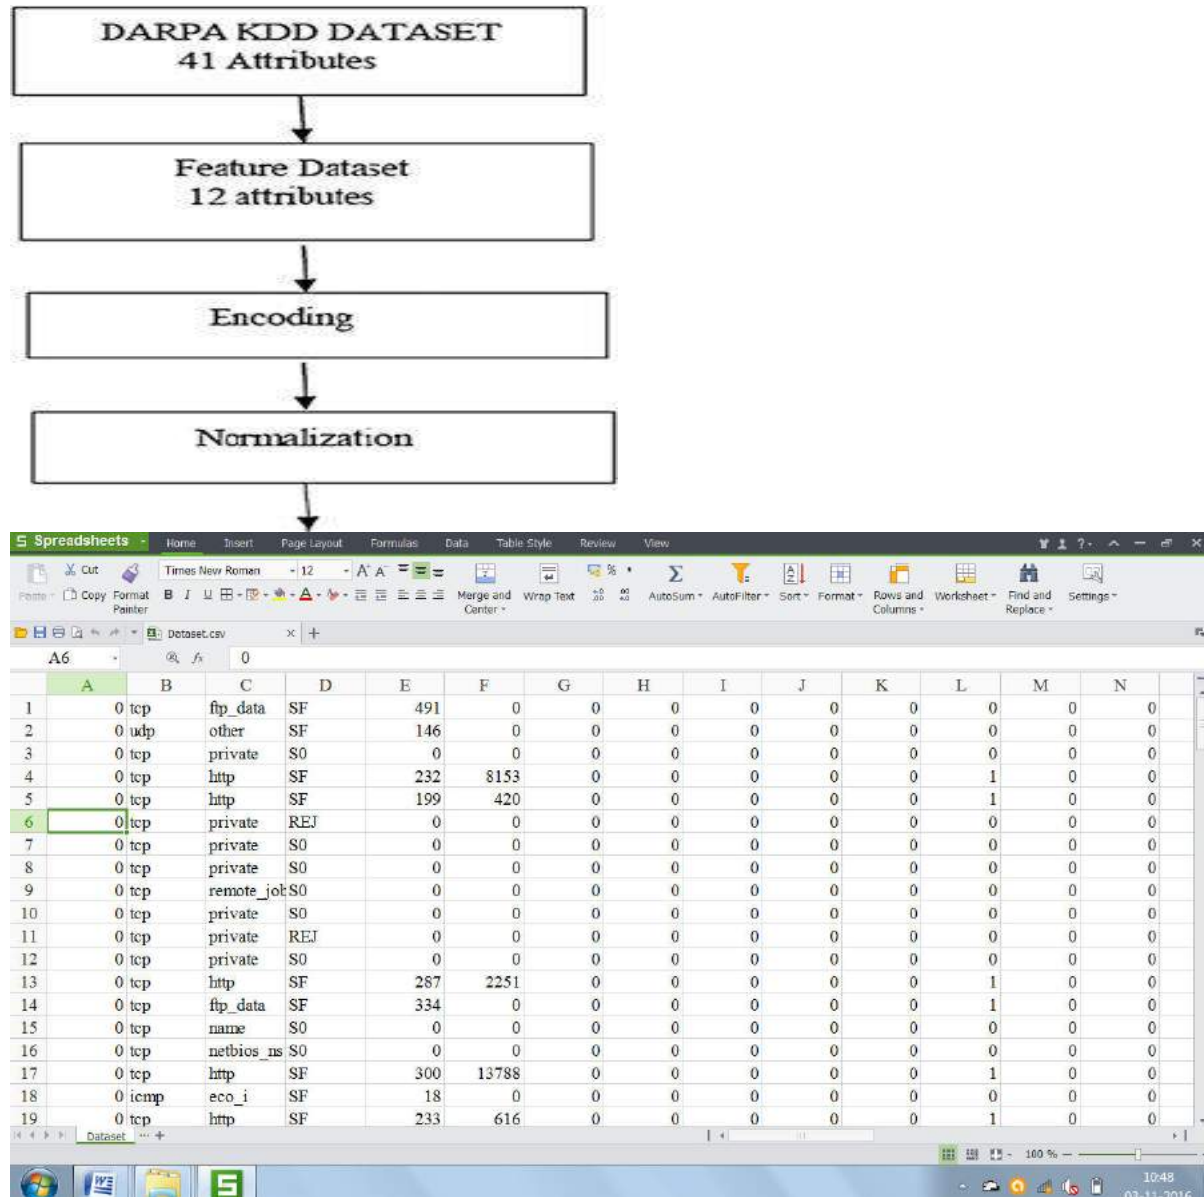 DARPA KDD DATASET
41 Attributes
Feature Dataset
12 attributes
Encoding
Normalization
Spreadsheets Home Insert Page Layout Formulas Data Table Style Review View
Cut Times New Roman 12
Paste Copy Format Painter B I U Merge and Center Wrap Text AutoSum AutoFilter Sort Format Rows and Columns Worksheet Find and Replace Settings
Dataset.csv
A6 fx 0
A B C D E F G H I J K L M N
1 0 tcp ftp_data SF 491 0 0 0 0 0 0 0 0 0
2 0 udp other SF 146 0 0 0 0 0 0 0 0 0
3 0 tcp private S0 0 0 0 0 0 0 0 0 0 0
4 0 tcp http SF 232 8153 0 0 0 0 0 1 0 0
5 0 tcp http SF 199 420 0 0 0 0 0 1 0 0
6 0 tcp private REJ 0 0 0 0 0 0 0 0 0 0
7 0 tcp private S0 0 0 0 0 0 0 0 0 0 0
8 0 tcp private S0 0 0 0 0 0 0 0 0 0 0
9 0 tcp remote_job S0 0 0 0 0 0 0 0 0 0 0
10 0 tcp private S0 0 0 0 0 0 0 0 0 0 0
11 0 tcp private REJ 0 0 0 0 0 0 0 0 0 0
12 0 tcp private S0 0 0 0 0 0 0 0 0 0 0
13 0 tcp http SF 287 2251 0 0 0 0 0 1 0 0
14 0 tcp ftp_data SF 334 0 0 0 0 0 0 1 0 0
15 0 tcp name S0 0 0 0 0 0 0 0 0 0 0
16 0 tcp netbios_ns S0 0 0 0 0 0 0 0 0 0 0
17 0 tcp http SF 300 13788 0 0 0 0 0 1 0 0
18 0 icmp eco_i SF 18 0 0 0 0 0 0 0 0 0
19 0 tcp http SF 233 616 0 0 0 0 0 1 0 0
Dataset
100 %
10:48
03-11-2016